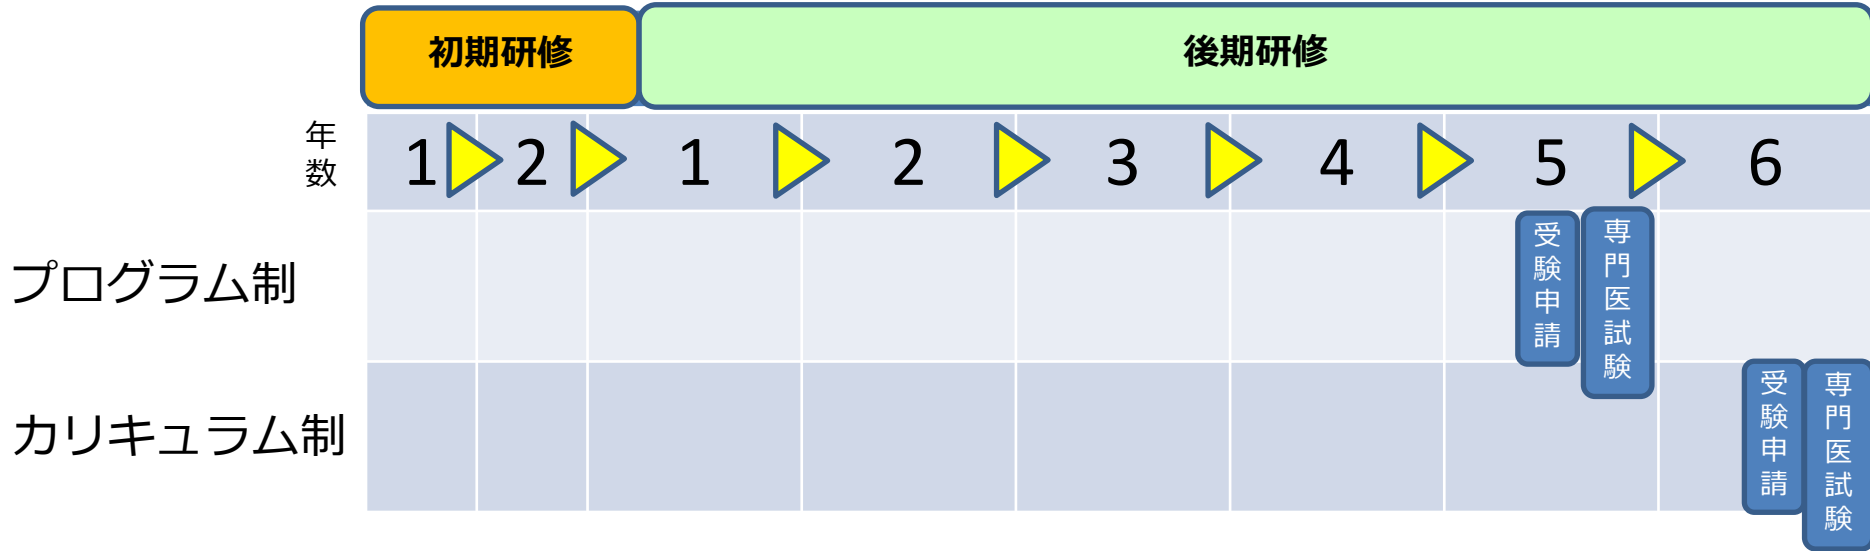 初期研修
後期研修
年数
1 2 1 2 3 4 5 6
プログラム制
受験申請
専門医試験
カリキュラム制
受験申請
専門医試験